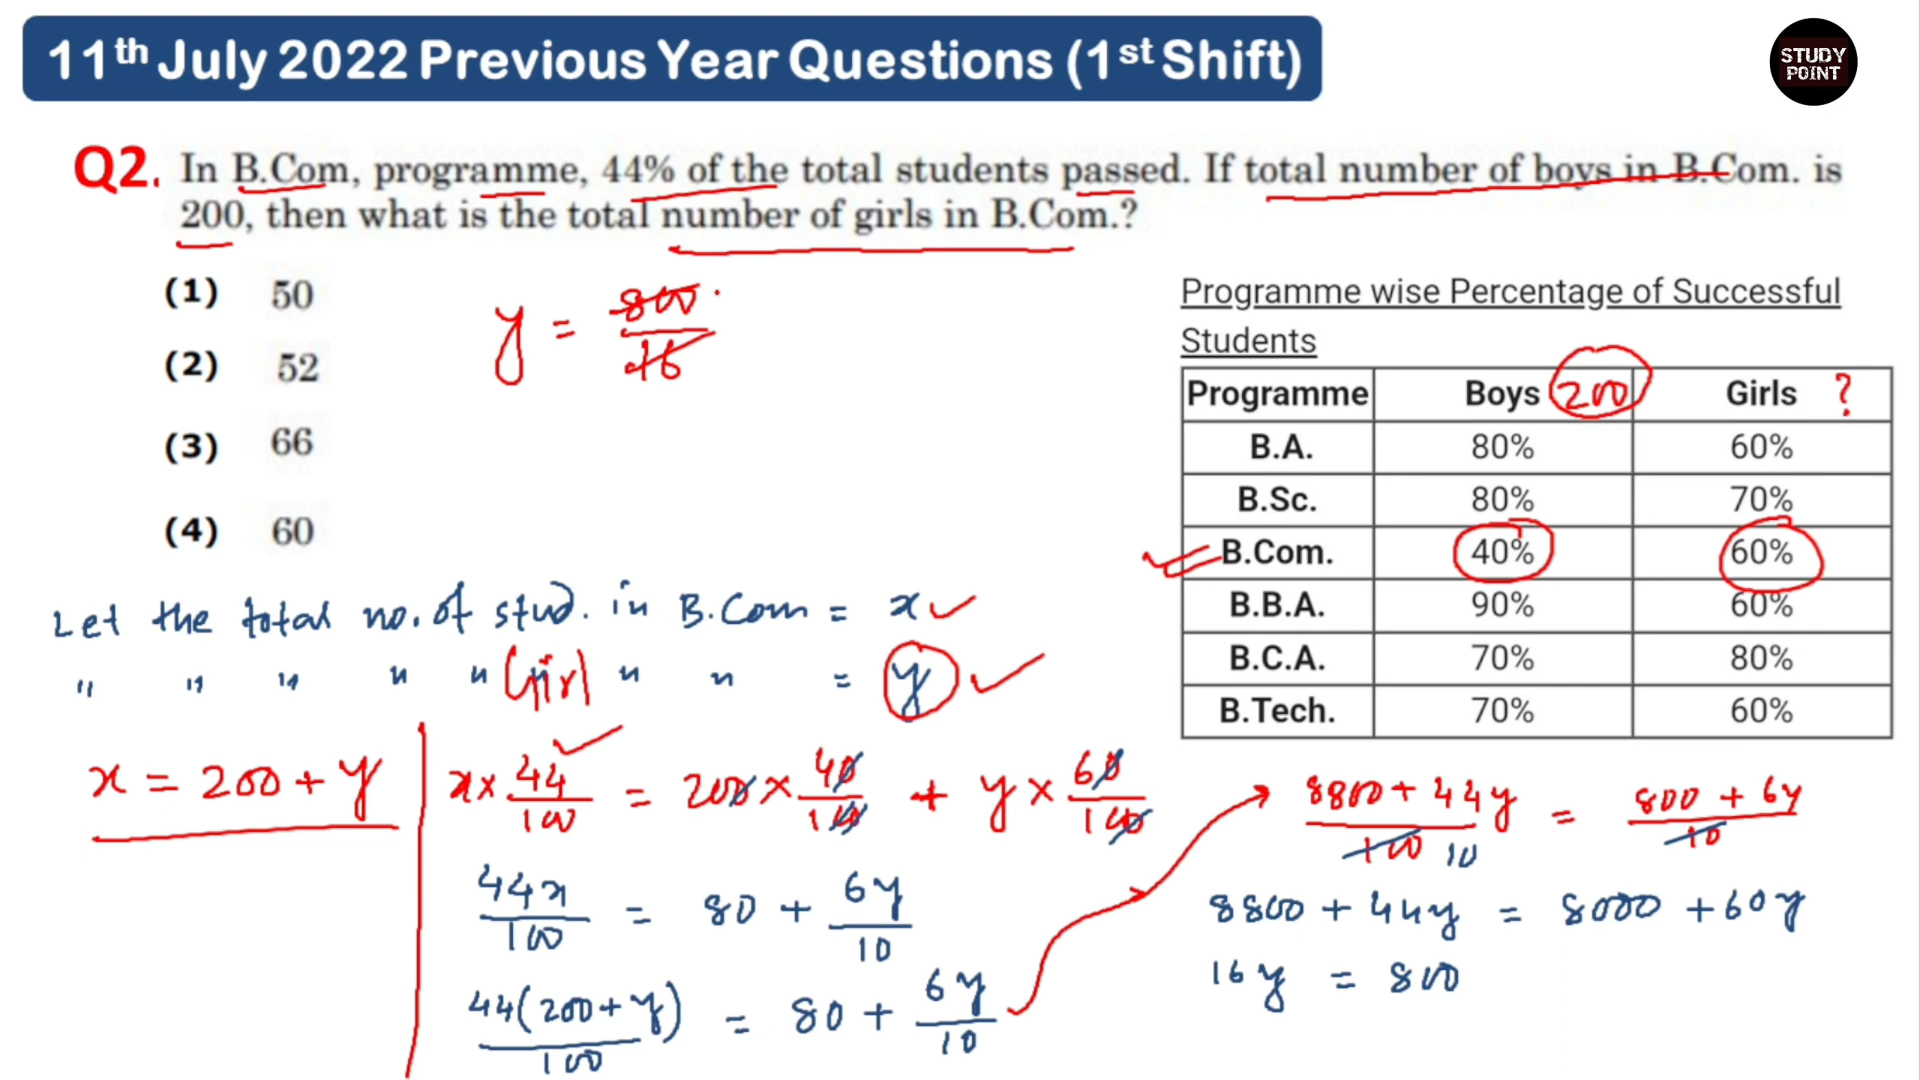 11th July 2022 Previous Year Questions (1st Shift)
STUDY
POINT
Q2. In B.Com, programme, 44% of the total students passed. If total number of boys in B.Com. is
200, then what is the total number of girls in B.Com.?
(1) 50
(2) 52
(3) 66
(4) 60
y = 800/16
Programme wise Percentage of Successful
Students
Programme Boys 200 Girls ?
B.A. 80% 60%
B.Sc. 80% 70%
B.Com. 40% 60%
B.B.A. 90% 60%
B.C.A. 70% 80%
B.Tech. 70% 60%
Let the total no. of stud. in B.Com = x
" " " " " Girl " " = y
x = 200 + y
x × 44/100 = 200 × 40/100 + y × 60/100
44x/100 = 80 + 6y/10
44(200+y)/100 = 80 + 6y/10
8800 + 44y/100 10 = 800 + 6y/10
8800 + 44y = 8000 + 60y
16y = 800